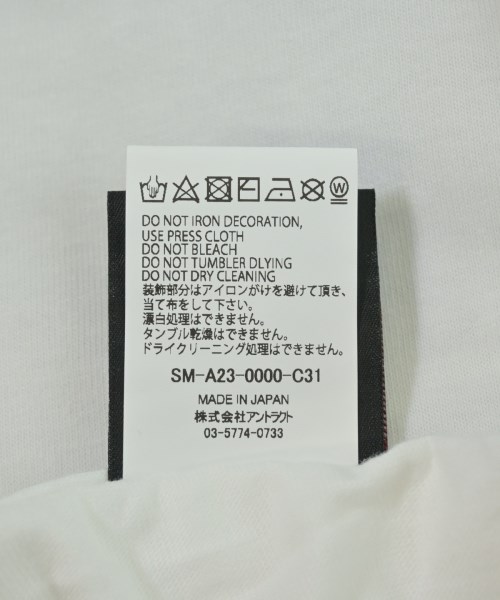 W
DO NOT IRON DECORATION,
USE PRESS CLOTH
DO NOT BLEACH
DO NOT TUMBLER DLYING
DO NOT DRY CLEANING
装飾部分はアイロンがけを避けて頂き、
当て布をして下さい。
漂白処理はできません。
タンブル乾燥はできません。
ドライクリーニング処理はできません。
SM-A23-0000-C31
MADE IN JAPAN
株式会社アントラクト
03-5774-0733